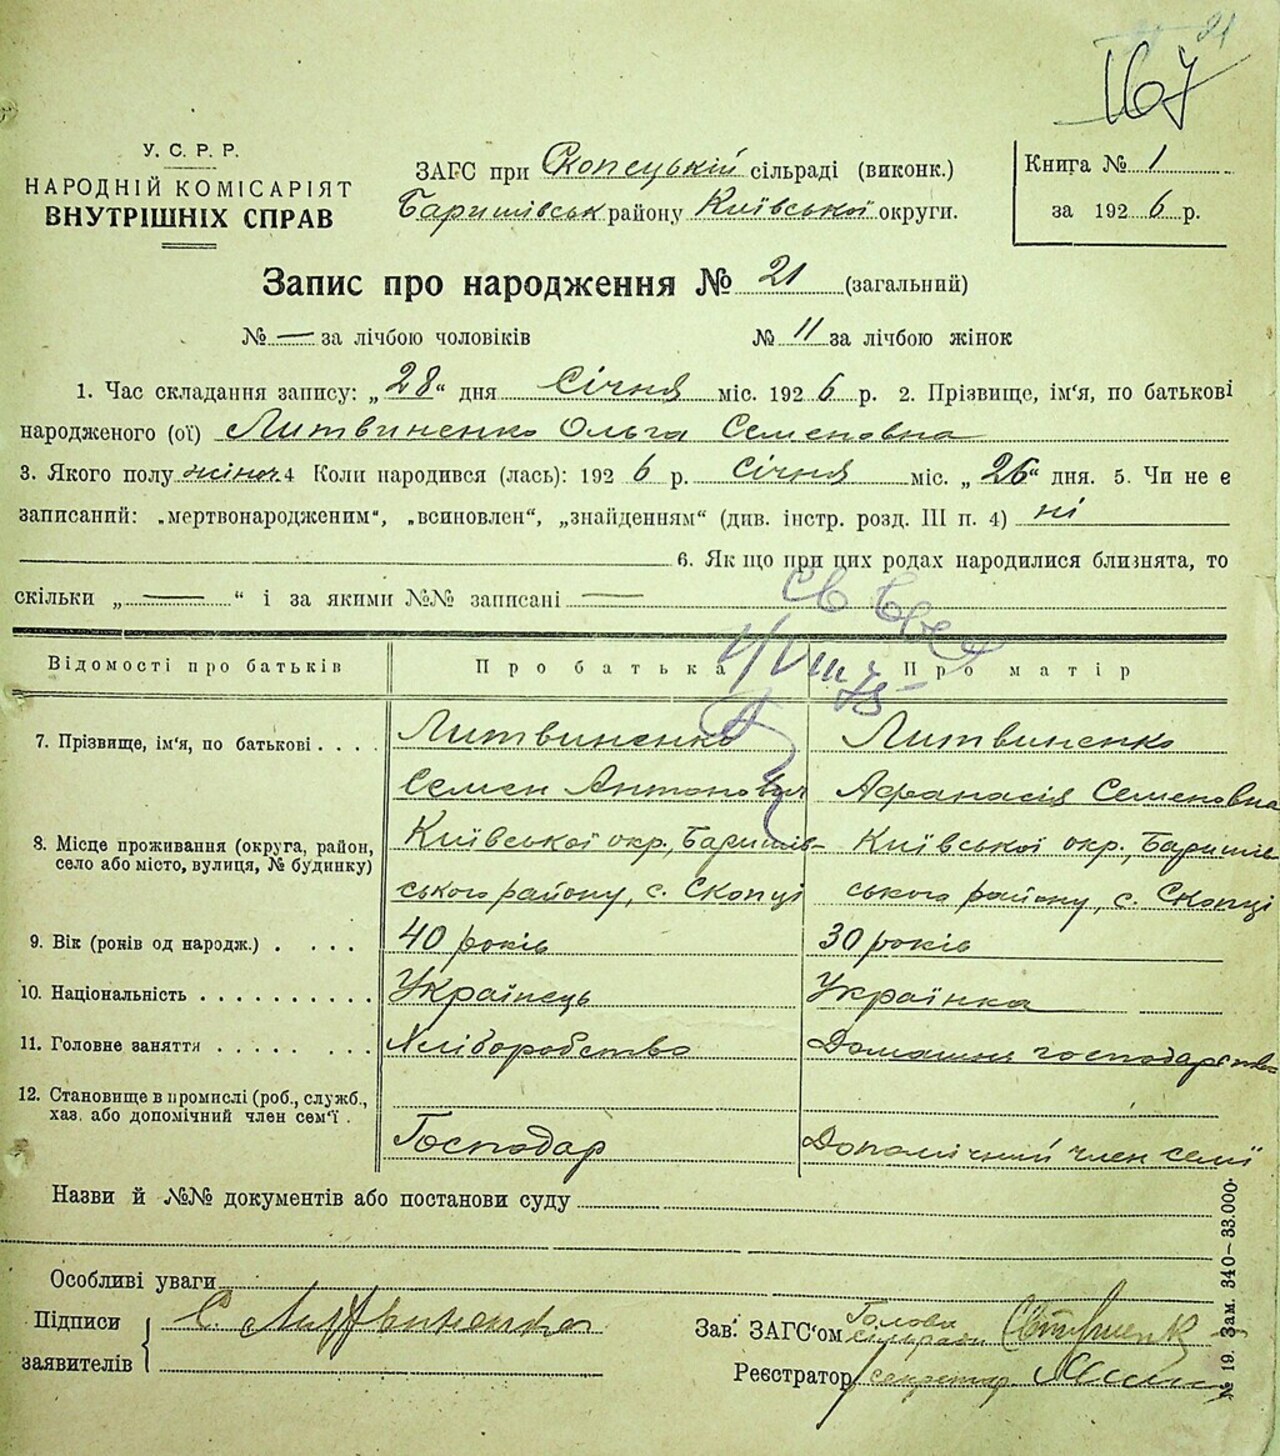 167
У. С. Р. Р.
НАРОДНІЙ КОМІСАРІЯТ
ВНУТРІШНІХ СПРАВ
ЗАГС при Скопецькій сільраді (виконк.)
Баришівськ району Київської округи.
Книга № 1
за 1926 р.
Запис про народження № 21 (загальний)
№ — за лічбою чоловіків № 11 за лічбою жінок
1. Час складання запису: „28“ дня Січня міс. 1926 р. 2. Прізвище, ім‘я, по батькові
народженого (ої) Литвиненко Ольга Семеновна
3. Якого полу жіноч. 4 Коли народився (лась): 1926 р. Січня міс. „26“ дня. 5. Чи не є
записаний: „мертвонародженим“, „всиновлен“, „знайденням“ (див. інстр. розд. III п. 4) ні
6. Як що при цих родах народилися близнята, то
скільки „ — “ і за якими №№ записані —
Відомості про батьків Про батька Про матір
7. Прізвище, ім‘я, по батькові . . . . Литвиненко Литвиненко
Семен Антонович Афанасія Семеновна
8. Місце проживання (округа, район, Київської окр., Баришів- Київської окр., Баришів-
село або місто, вулиця, № будинку) ського району, с. Скопці ського району, с. Скопці
9. Вік (років од народж.) . . . . 40 років 30 років
10. Національність . . . . . . . . . . Українець Українка
11. Головне заняття . . . . . . . . Хліборобство Домашнє господарство
12. Становище в промислі (роб., служб.,
хаз. або допомічний член сем‘ї . Господар Допомічний член семї
Назви й №№ документів або постанови суду
Особливі уваги
Підписи С. Литвиненко
заявителів
Зав. ЗАГС‘ом Голова сільради
Реєстратор секретар
№ 19. Зам. 340—33.000.